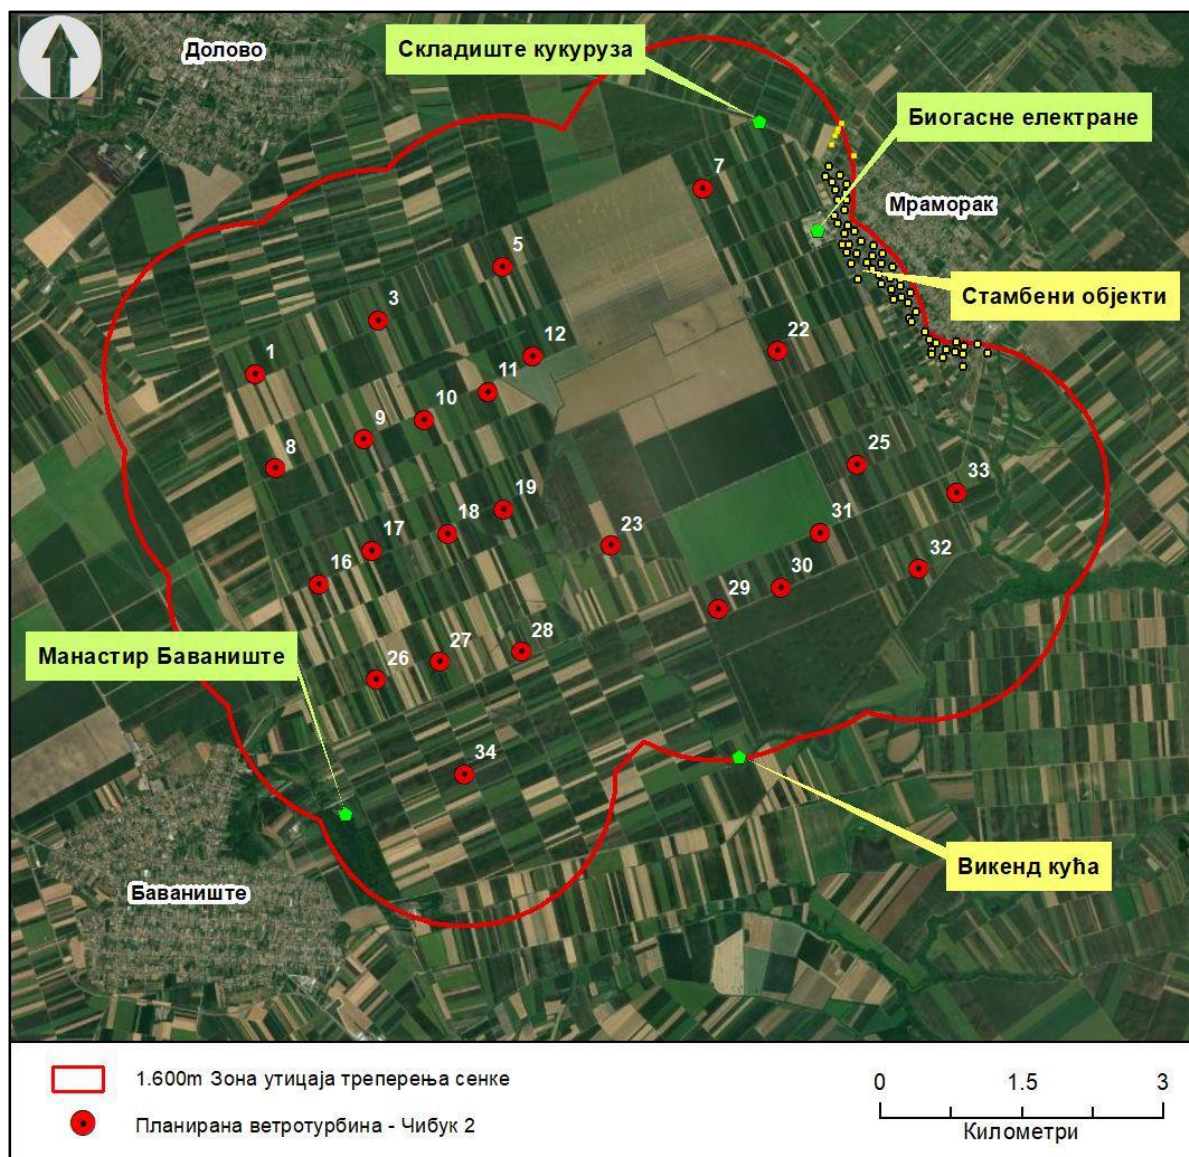 Долово
Складиште кукуруза
Биогасне електране
Мраморак
Стамбени објекти
7
5
3
12
22
1
11
10
9
8
25
33
19
18
31
23
17
32
16
30
29
28
27
Манастир Баваниште
26
34
Викенд кућа
Баваниште
1.600m Зона утицаја треперења сенке
Планирана ветротурбина - Чибук 2
0 1.5 3
Километри